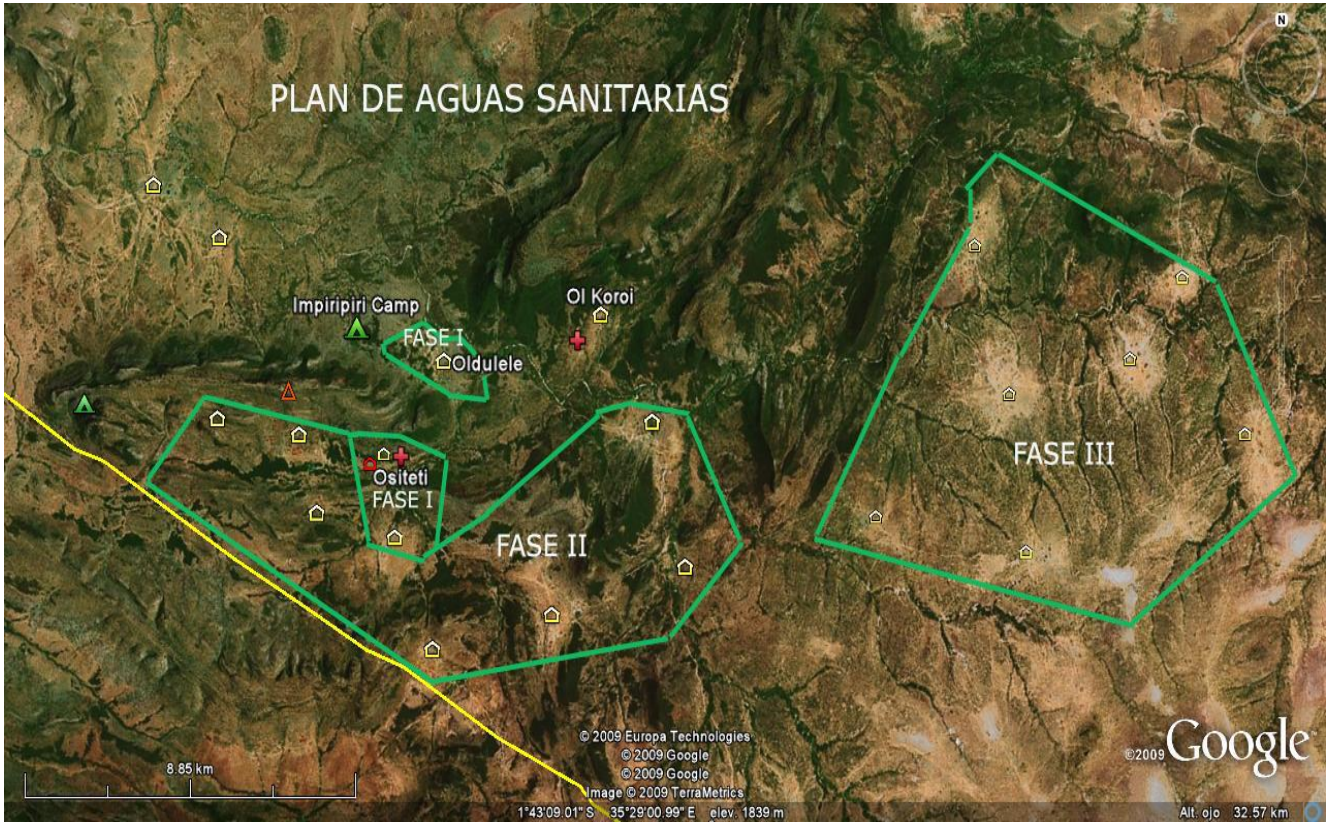 N
PLAN DE AGUAS SANITARIAS
Impiripiri Camp
Ol Koroi
FASE I
Oldulele
Ositeti
FASE I
FASE II
FASE III
© 2009 Europa Technologies
© 2009 Google
© 2009 Google
Image © 2009 TerraMetrics
©2009 Google
8.85 km
1°43'09.01" S 35°29'00.99" E elev. 1839 m
Alt. ojo 32.57 km